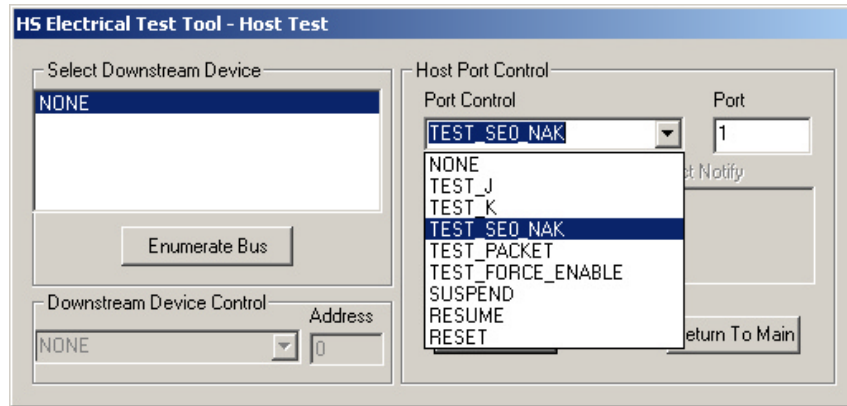 HS Electrical Test Tool - Host Test
Select Downstream Device
NONE
Enumerate Bus
Downstream Device Control
Address
NONE
0
Host Port Control
Port Control
Port
TEST_SE0_NAK
1
NONE
TEST_J
TEST_K
TEST_SE0_NAK
TEST_PACKET
TEST_FORCE_ENABLE
SUSPEND
RESUME
RESET
Notify
To Main